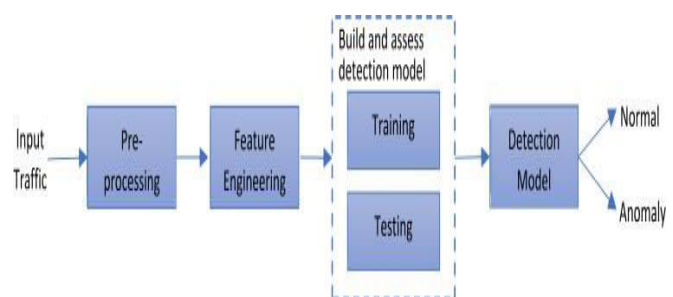 Input
Traffic
Pre-
processing
Feature
Engineering
Build and assess
detection model
Training
Testing
Detection
Model
Normal
Anomaly